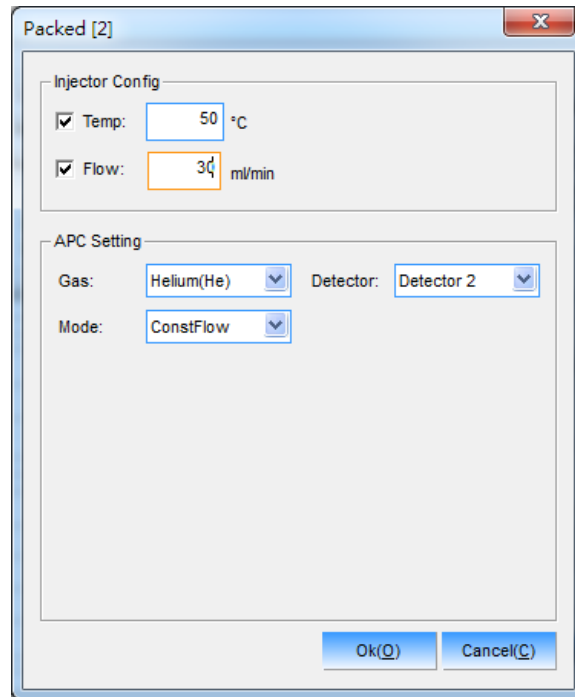 Packed [2]
Injector Config
Temp: 50 °C
Flow: 30 ml/min
APC Setting
Gas: Helium(He) Detector: Detector 2
Mode: ConstFlow
Ok(O) Cancel(C)